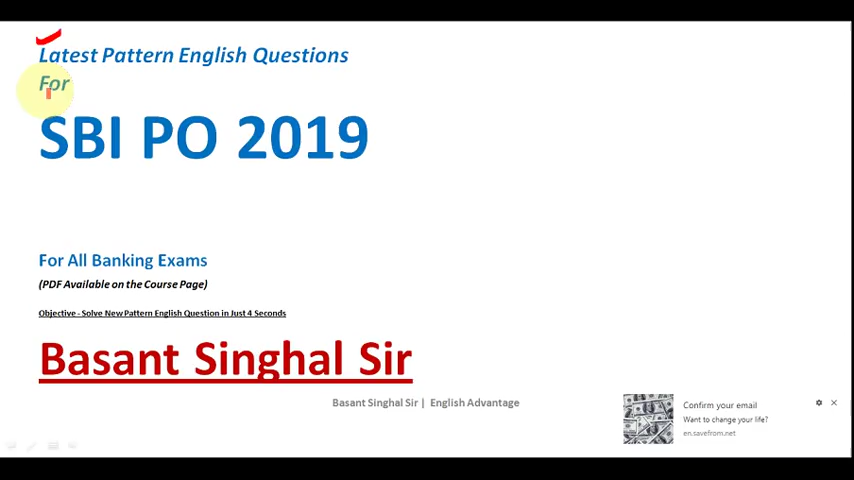 Latest Pattern English Questions
For
SBI PO 2019
For All Banking Exams
(PDF Available on the Course Page)
Objective - Solve New Pattern English Question in Just 4 Seconds
Basant Singhal Sir
Basant Singhal Sir | English Advantage
Confirm your email
Want to change your life?
en.savefrom.net